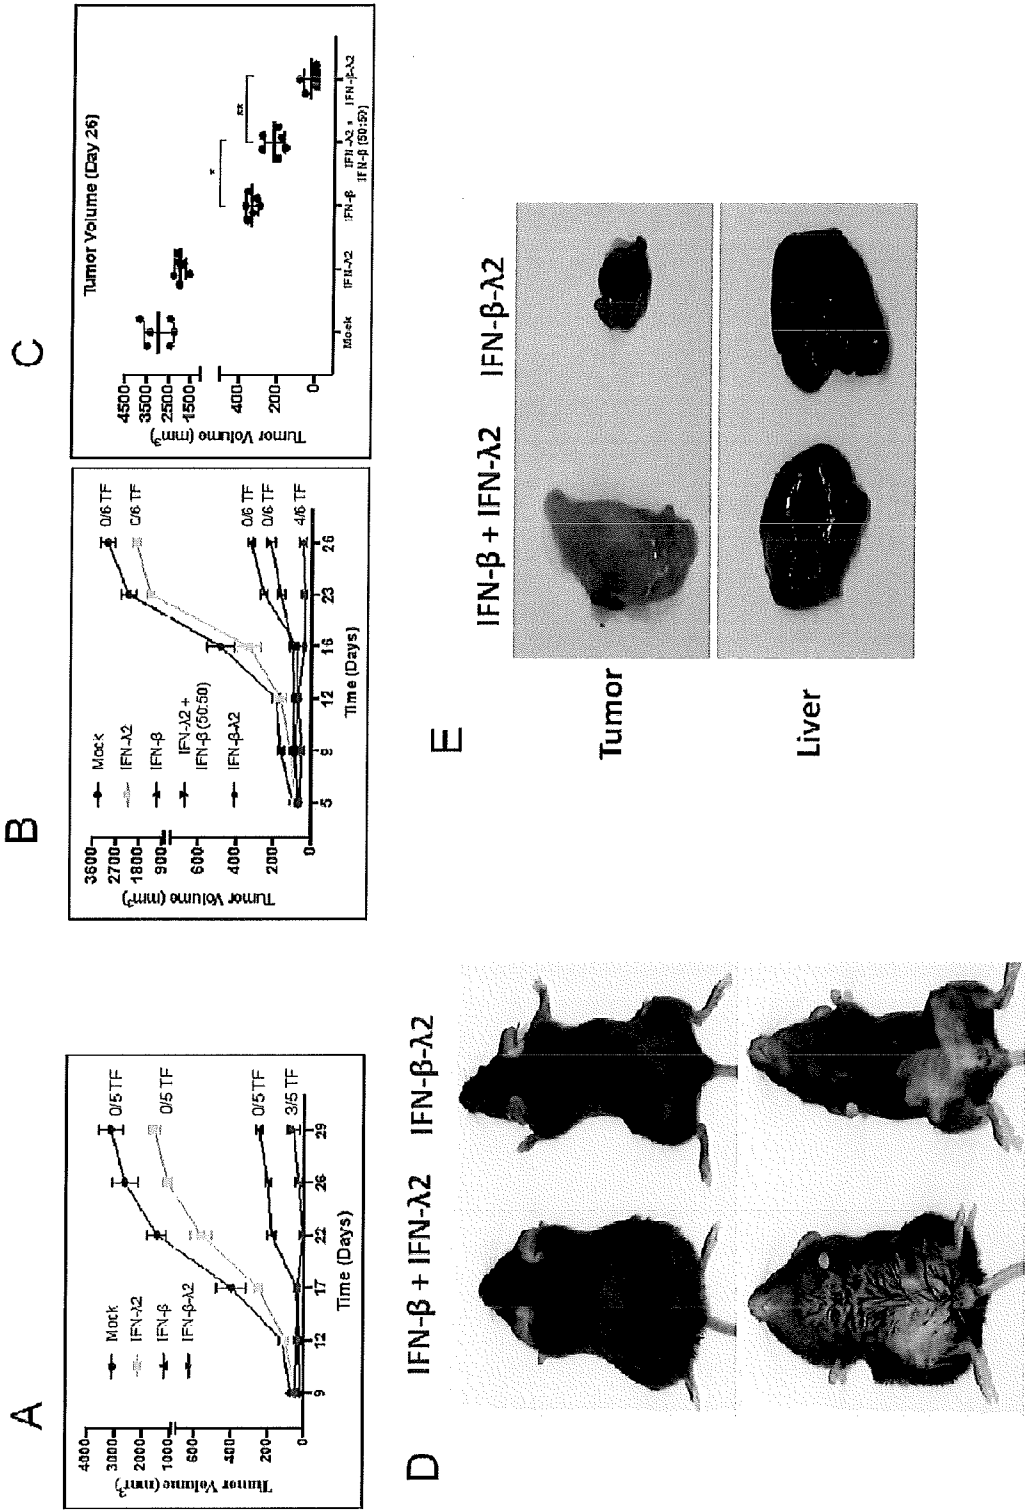 A
4000
3000
2000
1000
600
400
200
0
Tumor Volume (mm³)
Mock
IFN-λ2
IFN-β
IFN-β-λ2
0/5 TF
0/5 TF
0/5 TF
3/5 TF
9 12 17 22 26 29
Time (Days)
B
3600
2700
1800
900
600
400
200
0
Tumor Volume (mm³)
Mock
IFN-λ2
IFN-β
IFN-λ2 +
IFN-β (50:50)
IFN-β-λ2
0/6 TF
0/6 TF
0/6 TF
0/6 TF
4/6 TF
5 9 12 16 23 26
Time (Days)
C
Tumor Volume (Day 26)
4500
3500
2500
1500
400
200
0
Tumor Volume (mm³)
*
**
Mock
IFN-λ2
IFN-β
IFN-λ2 +
IFN-β (50:50)
IFN-β-λ2
D
IFN-β + IFN-λ2 IFN-β-λ2
E
IFN-β + IFN-λ2 IFN-β-λ2
Tumor
Liver